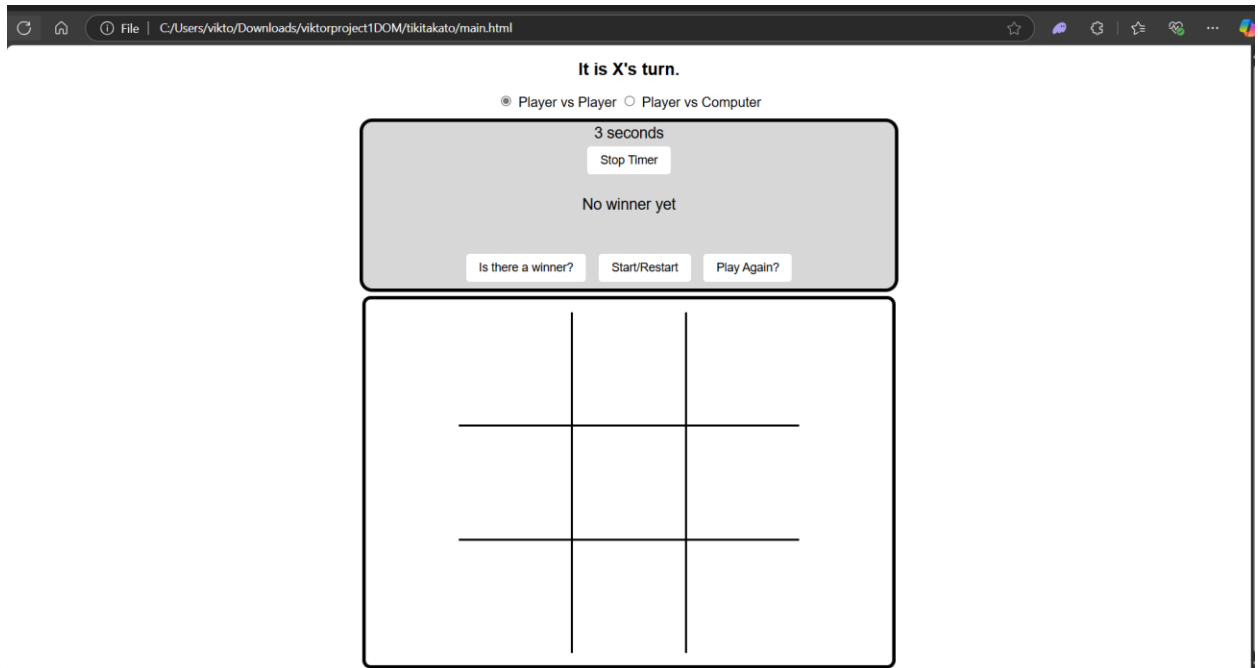 File C:/Users/vikto/Downloads/viktorproject1DOM/tikitakato/main.html
It is X's turn.
Player vs Player Player vs Computer
3 seconds
Stop Timer
No winner yet
Is there a winner? Start/Restart Play Again?